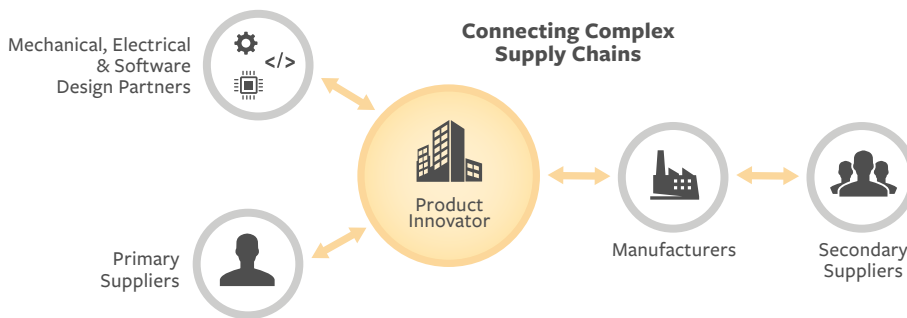 Connecting Complex
Supply Chains
Mechanical, Electrical
& Software
Design Partners
</>
Product
Innovator
Primary
Suppliers
Manufacturers
Secondary
Suppliers